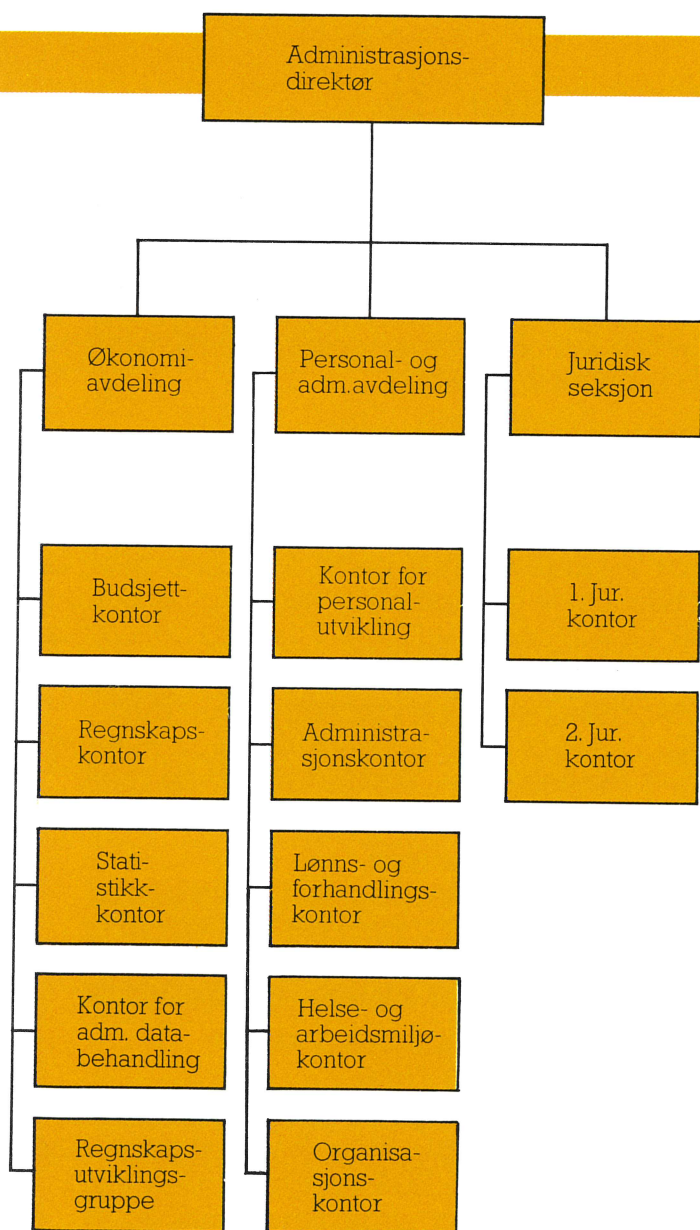 Administrasjons-
direktør
Økonomi-
avdeling
Personal- og
adm.avdeling
Juridisk
seksjon
Budsjett-
kontor
Kontor for
personal-
utvikling
1. Jur.
kontor
Regnskaps-
kontor
Administra-
sjonskontor
2. Jur.
kontor
Stati-
stikk-
kontor
Lønns- og
forhandlings-
kontor
Kontor for
adm. data-
behandling
Helse- og
arbeidsmiljø-
kontor
Regnskaps-
utviklings-
gruppe
Organisa-
sjons-
kontor